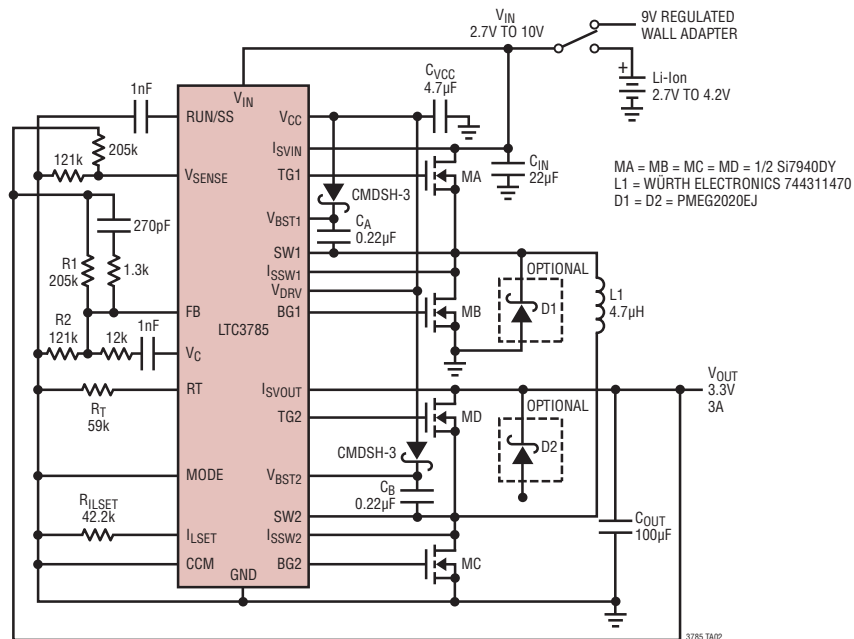 V_IN
2.7V TO 10V
9V REGULATED
WALL ADAPTER
+
Li-Ion
2.7V TO 4.2V
1nF
C_VCC
4.7µF
V_IN
RUN/SS
V_CC
205k
121k
V_SENSE
I_SVIN
TG1
MA
C_IN
22µF
MA = MB = MC = MD = 1/2 Si7940DY
L1 = WÜRTH ELECTRONICS 744311470
D1 = D2 = PMEG2020EJ
CMDSH-3
270pF
V_BST1
C_A
0.22µF
R1
205k
1.3k
SW1
I_SSW1
V_DRV
OPTIONAL
D1
L1
4.7µH
FB
BG1
MB
LTC3785
R2
121k
12k
1nF
V_C
RT
R_T
59k
I_SVOUT
V_OUT
3.3V
3A
TG2
MD
OPTIONAL
D2
CMDSH-3
MODE
V_BST2
C_B
0.22µF
R_ILSET
42.2k
I_LSET
SW2
I_SSW2
C_OUT
100µF
CCM
BG2
MC
GND
3785 TA02